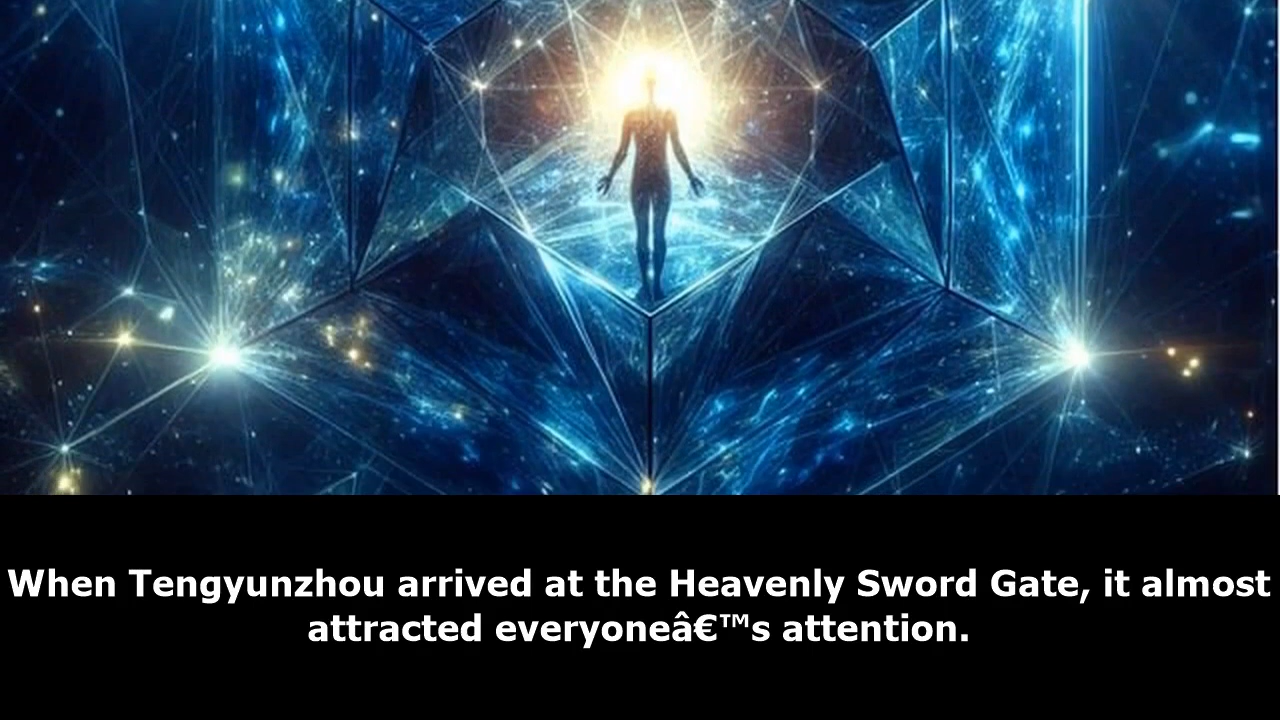 When Tengyunzhou arrived at the Heavenly Sword Gate, it almost
attracted everyoneâ€™s attention.